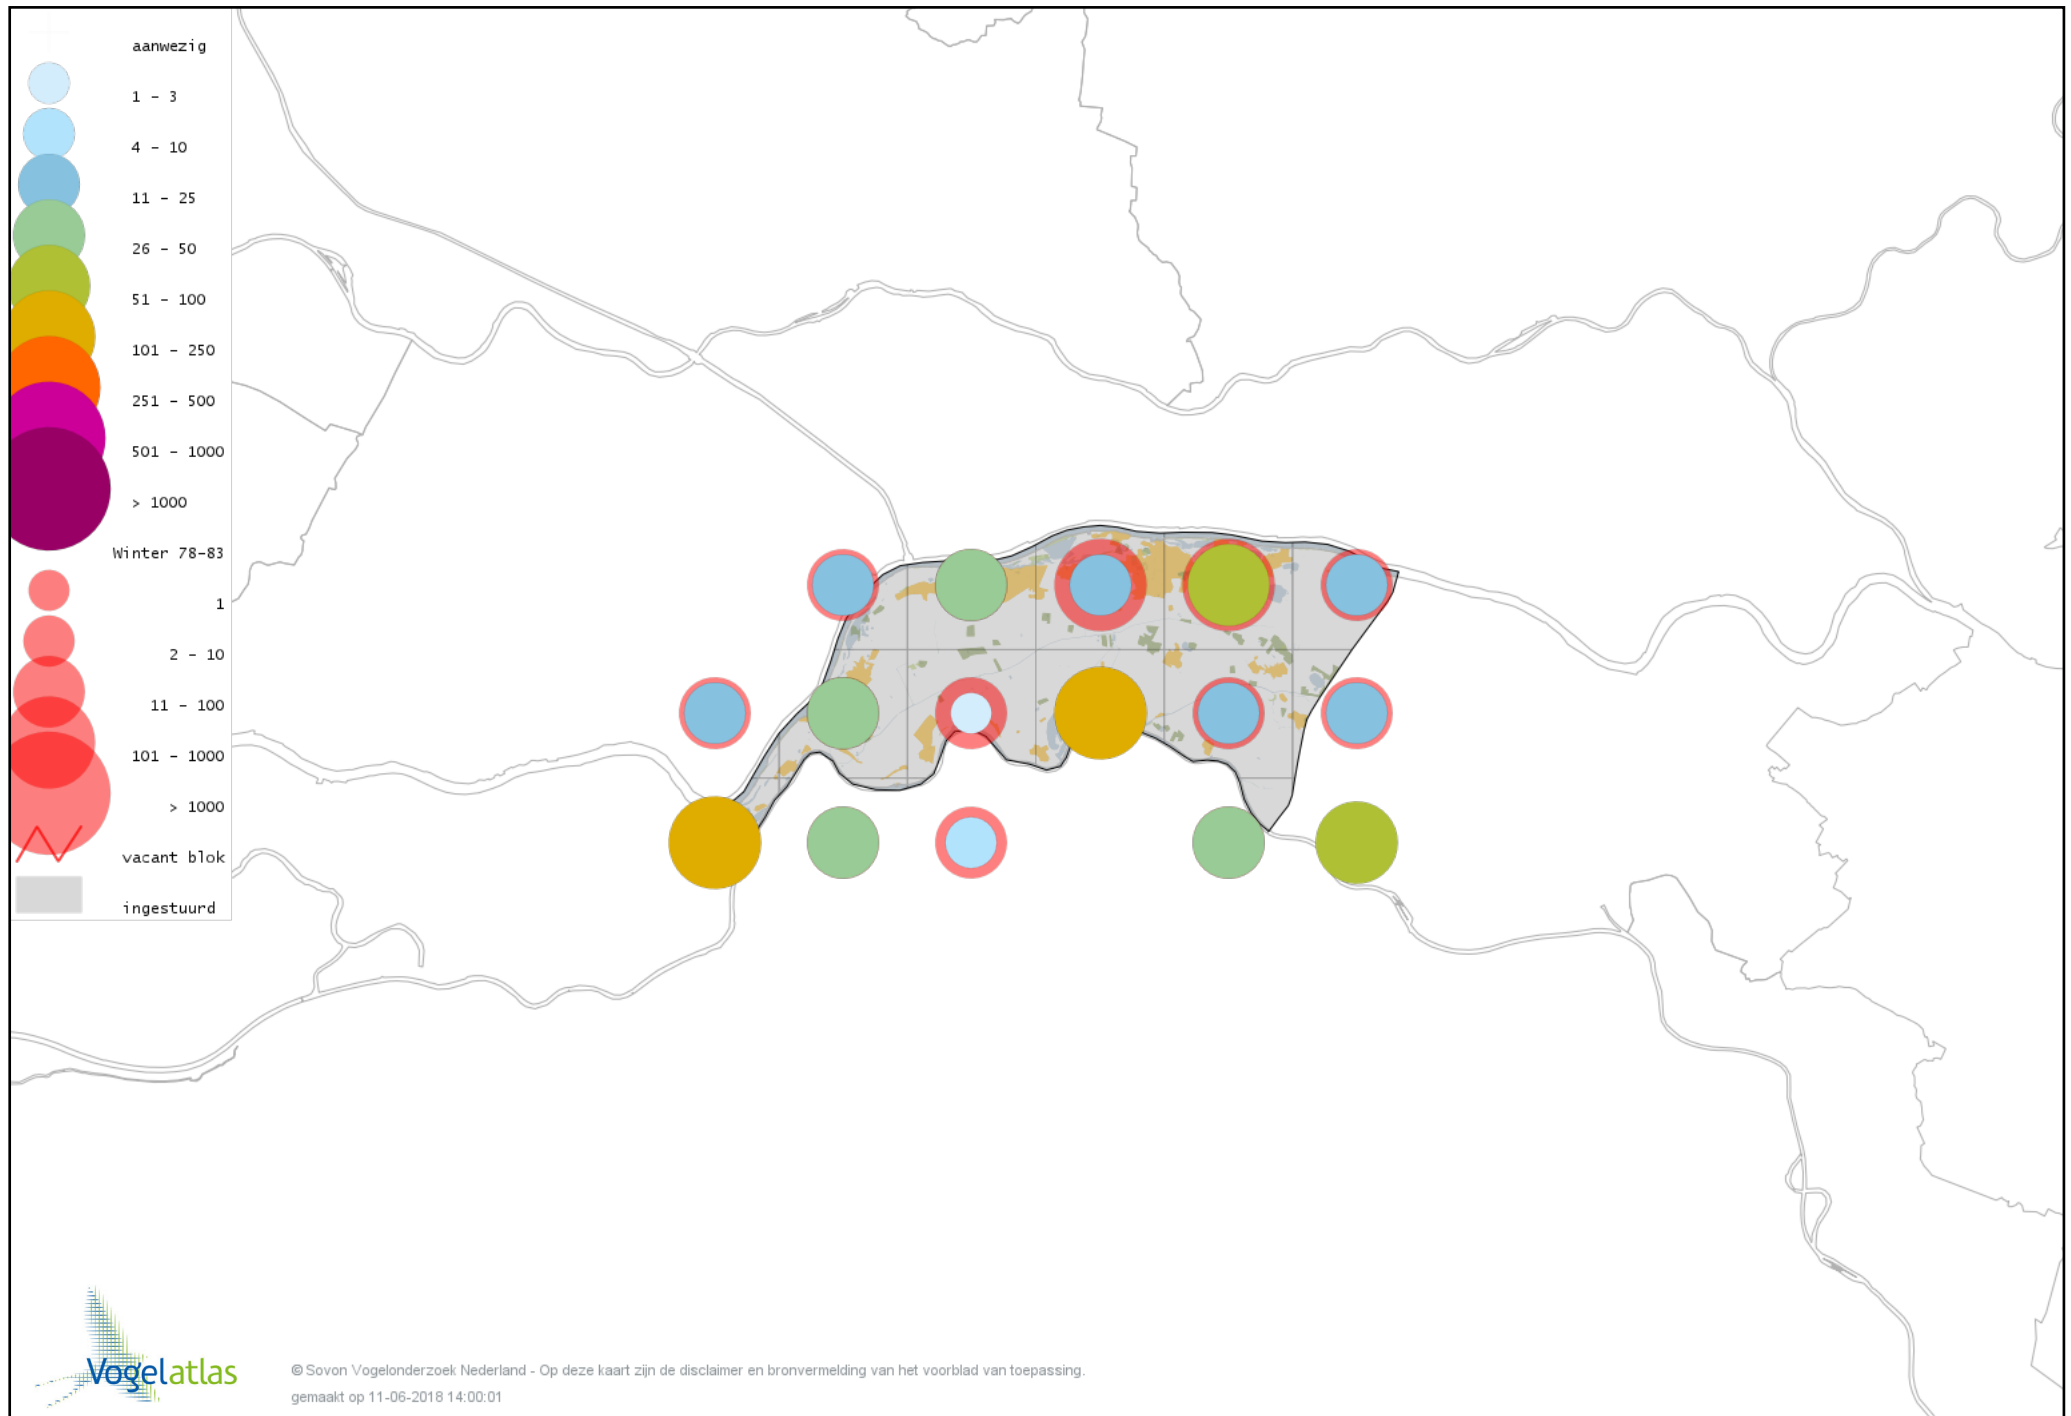 aanwezig
1 - 3
4 - 10
11 - 25
26 - 50
51 - 100
101 - 250
251 - 500
501 - 1000
> 1000
Winter 78-83
1
2 - 10
11 - 100
101 - 1000
> 1000
vacant blok
ingestuurd
Vogelatlas
© Sovon Vogelonderzoek Nederland - Op deze kaart zijn de disclaimer en bronvermelding van het voorblad van toepassing.
gemaakt op 11-06-2018 14:00:01